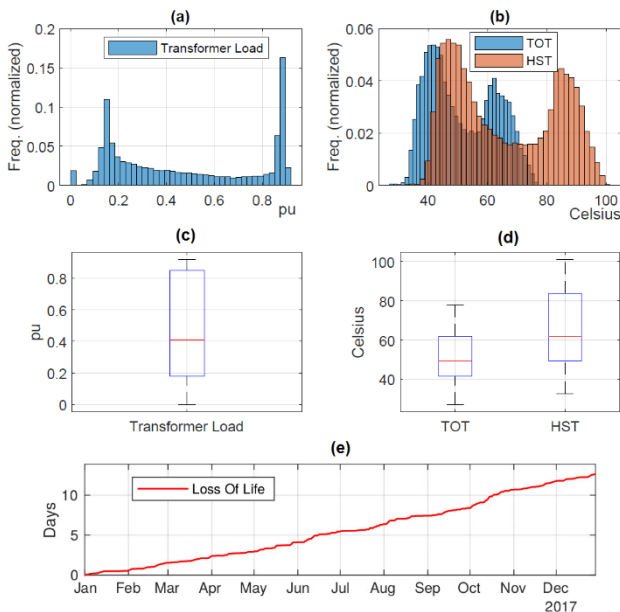 (a)
0.2
0.15
0.1
0.05
0
Freq. (normalized)
Transformer Load
0 0.2 0.4 0.6 0.8
pu
(b)
0.06
0.04
0.02
0
Freq. (normalized)
TOT
HST
40 60 80 100
Celsius
(c)
0.8
0.6
0.4
0.2
0
pu
Transformer Load
(d)
100
80
60
40
Celsius
TOT HST
(e)
10
5
0
Days
Loss Of Life
Jan Feb Mar Apr May Jun Jul Aug Sep Oct Nov Dec
2017